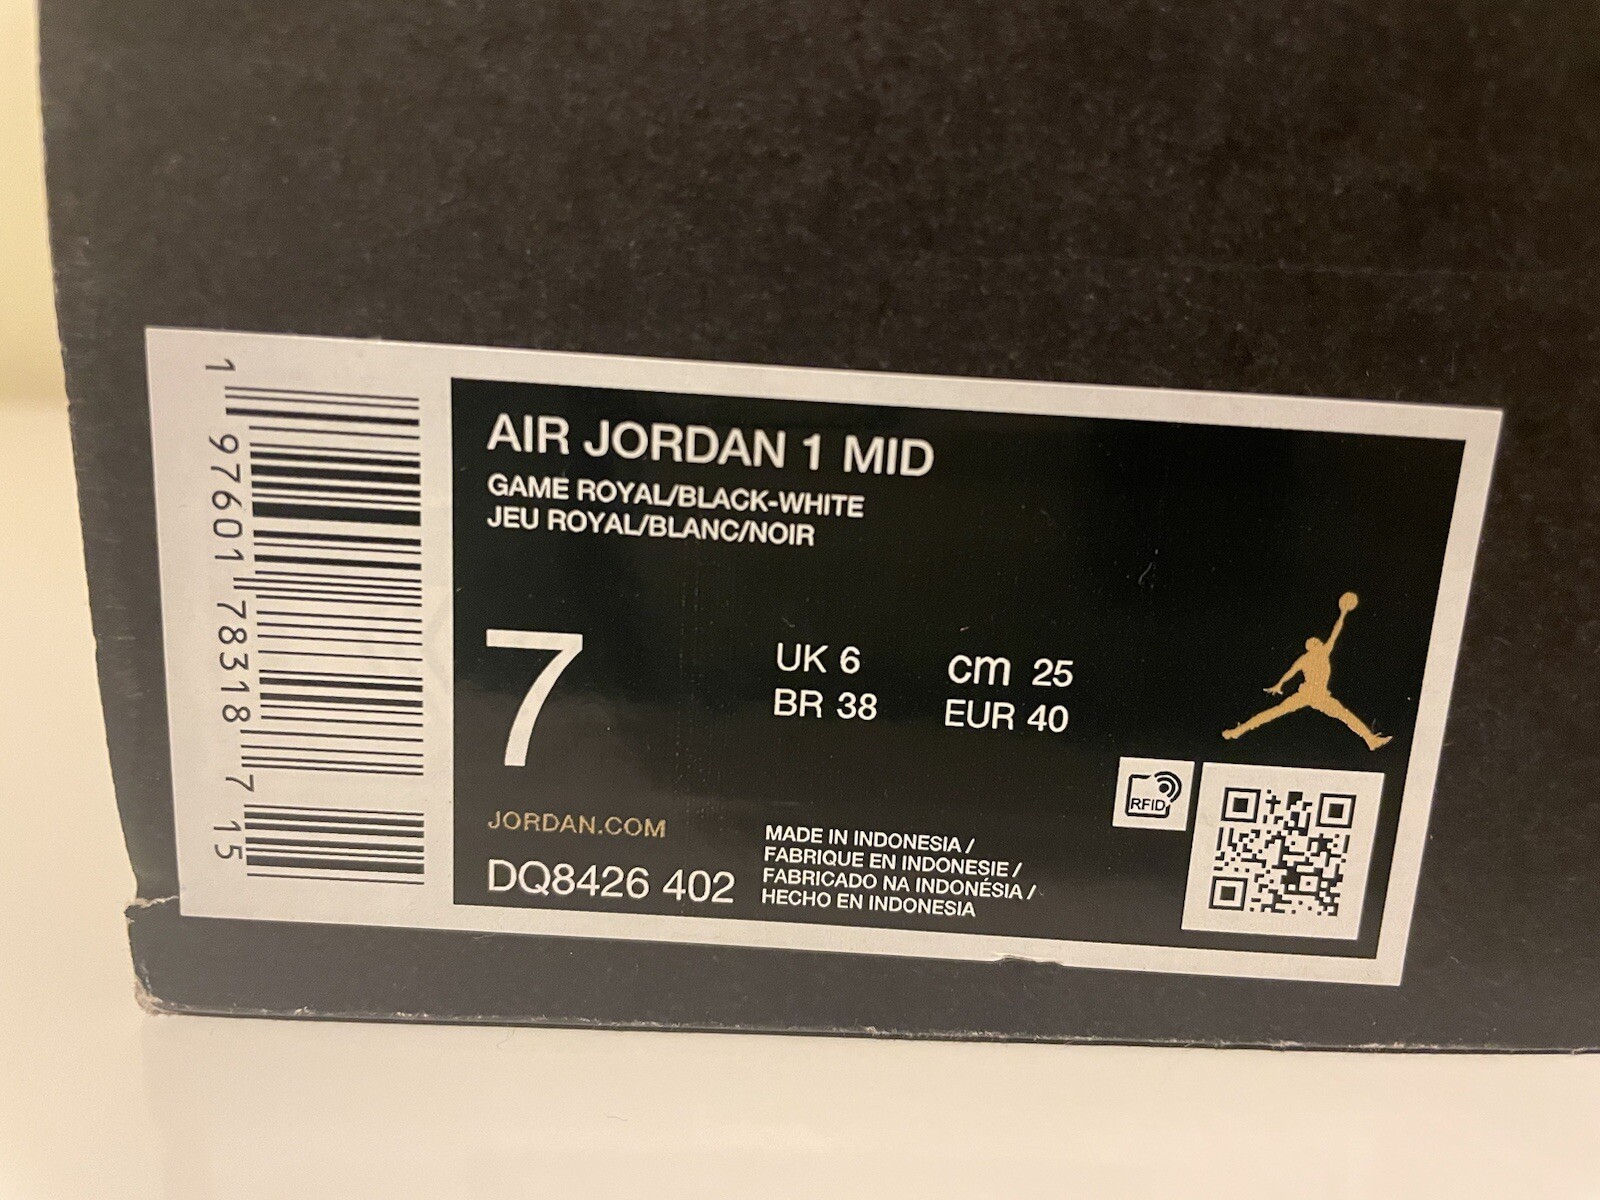 1 97601 78318 7 15
AIR JORDAN 1 MID
GAME ROYAL/BLACK-WHITE
JEU ROYAL/BLANC/NOIR
7
UK 6 cm 25
BR 38 EUR 40
RFID
JORDAN.COM
DQ8426 402
MADE IN INDONESIA /
FABRIQUE EN INDONESIE /
FABRICADO NA INDONÉSIA /
HECHO EN INDONESIA